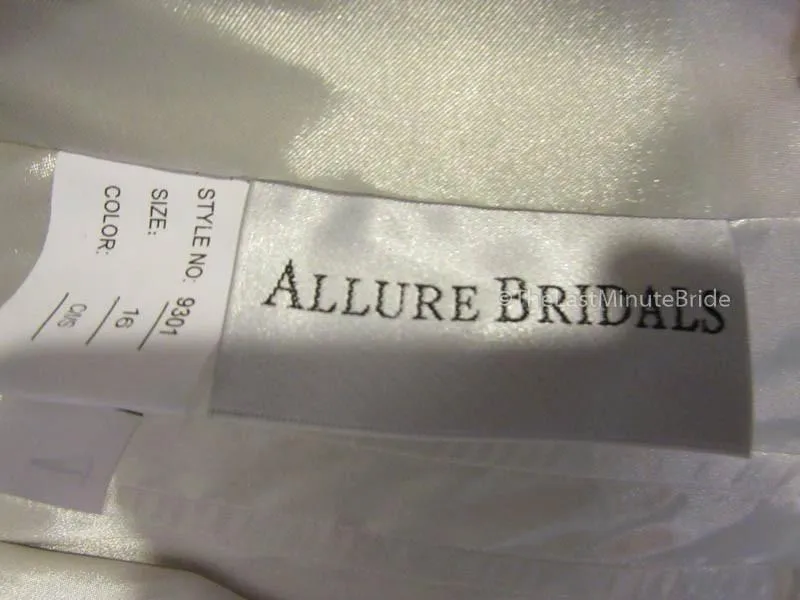 ALLURE BRIDALS
©TheLastMinuteBride
STYLE NO: 9301
SIZE: 16
COLOR: O/I/S